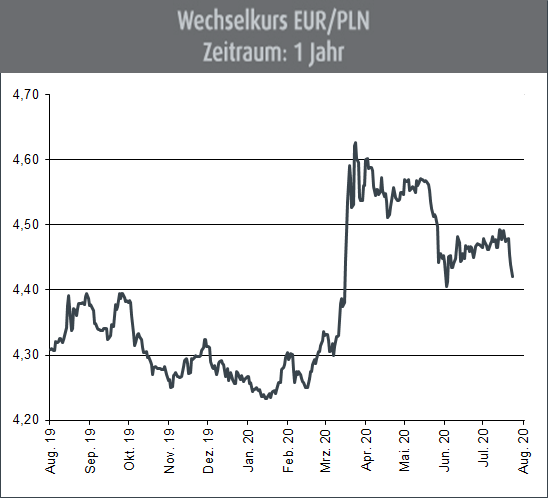 Wechselkurs EUR/PLN
Zeitraum: 1 Jahr
4,70
4,60
4,50
4,40
4,30
4,20
Aug. 19
Sep. 19
Okt. 19
Nov. 19
Dez. 19
Jan. 20
Feb. 20
Mrz. 20
Apr. 20
Mai. 20
Jun. 20
Jul. 20
Aug. 20